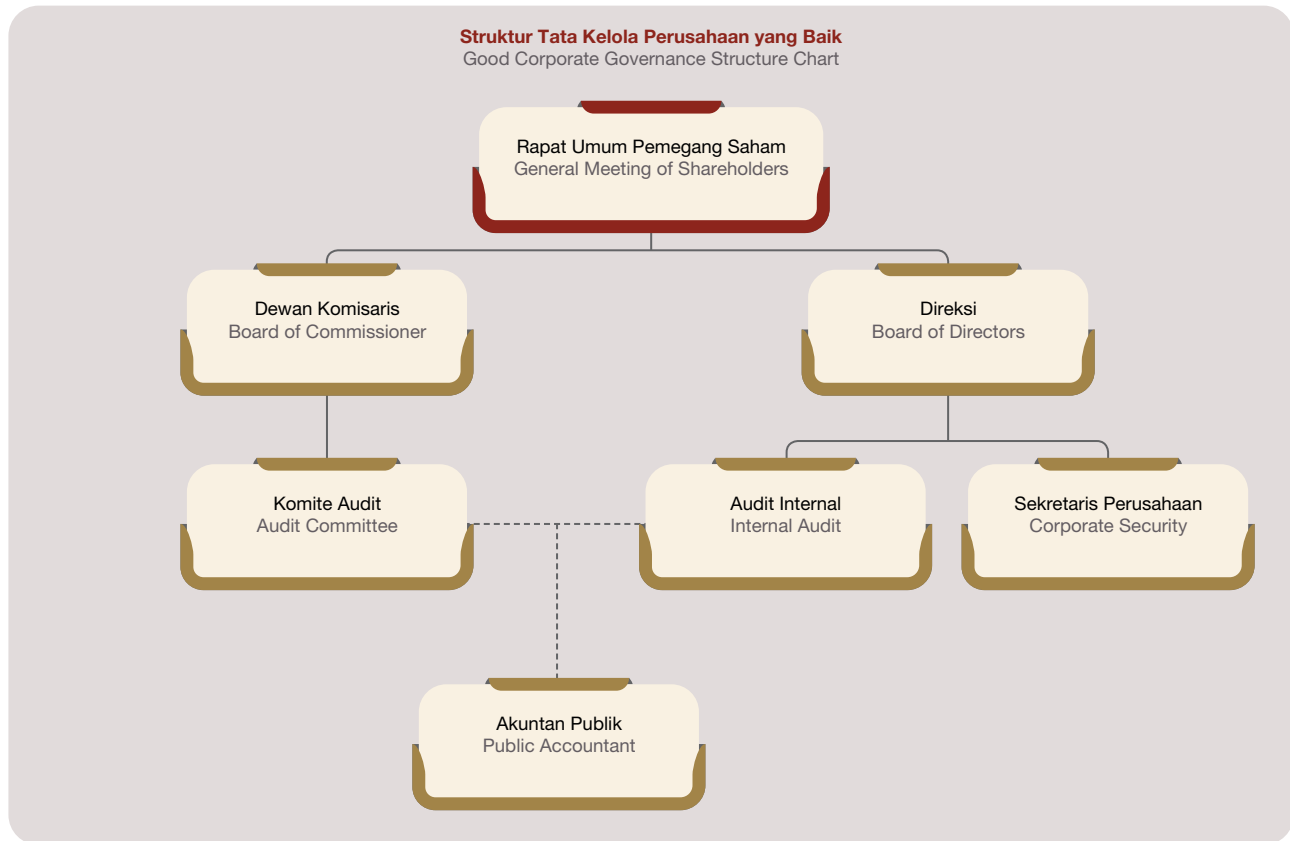 Struktur Tata Kelola Perusahaan yang Baik
Good Corporate Governance Structure Chart
Rapat Umum Pemegang Saham
General Meeting of Shareholders
Dewan Komisaris
Board of Commissioner
Direksi
Board of Directors
Komite Audit
Audit Committee
Audit Internal
Internal Audit
Sekretaris Perusahaan
Corporate Security
Akuntan Publik
Public Accountant